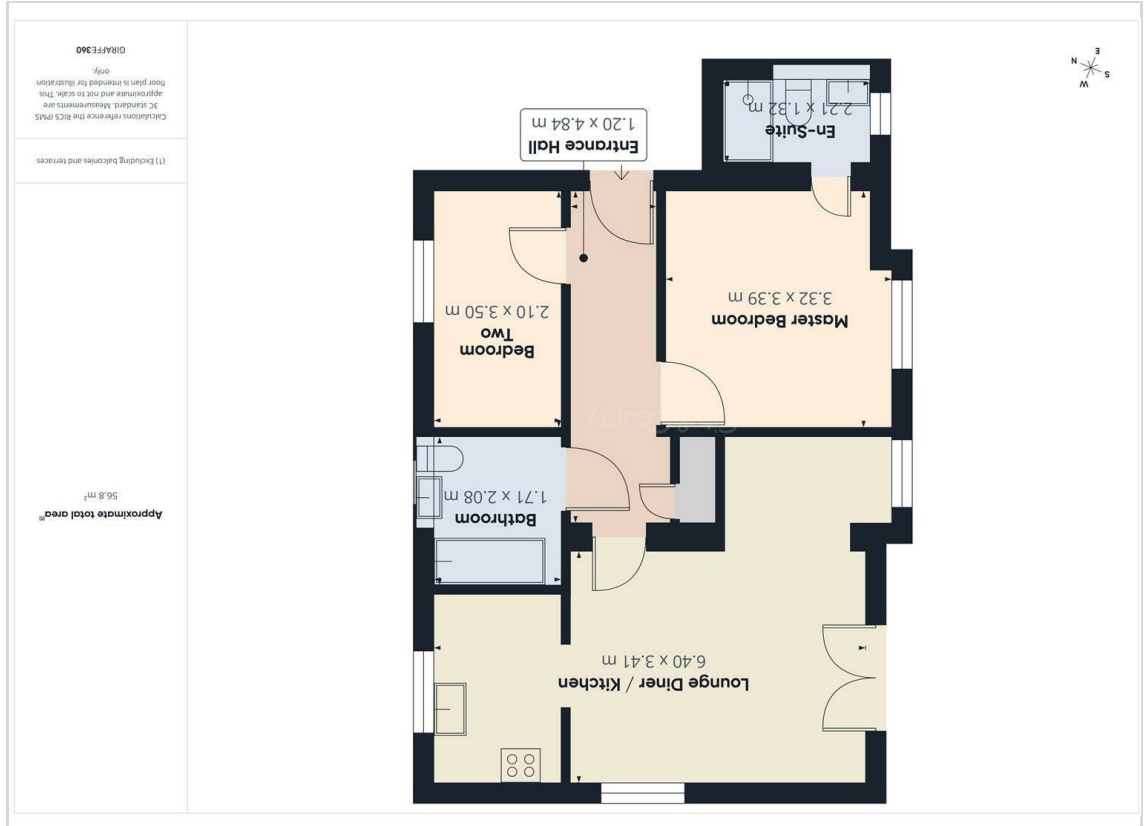 Lounge Diner / Kitchen
6.40 x 3.41 m
Bathroom
1.71 x 2.08 m
Bedroom
Two
2.10 x 3.50 m
Master Bedroom
3.32 x 3.39 m
Entrance Hall
1.20 x 4.84 m
En-Suite
2.21 x 1.32 m
W
S
N
E
Approximate total area⁽¹⁾
56.8 m²
(1) Excluding balconies and terraces
Calculations reference the RICS IPMS
3C standard. Measurements are
approximate and not to scale. This
floor plan is intended for illustration
only.
GIRAFFE360
County